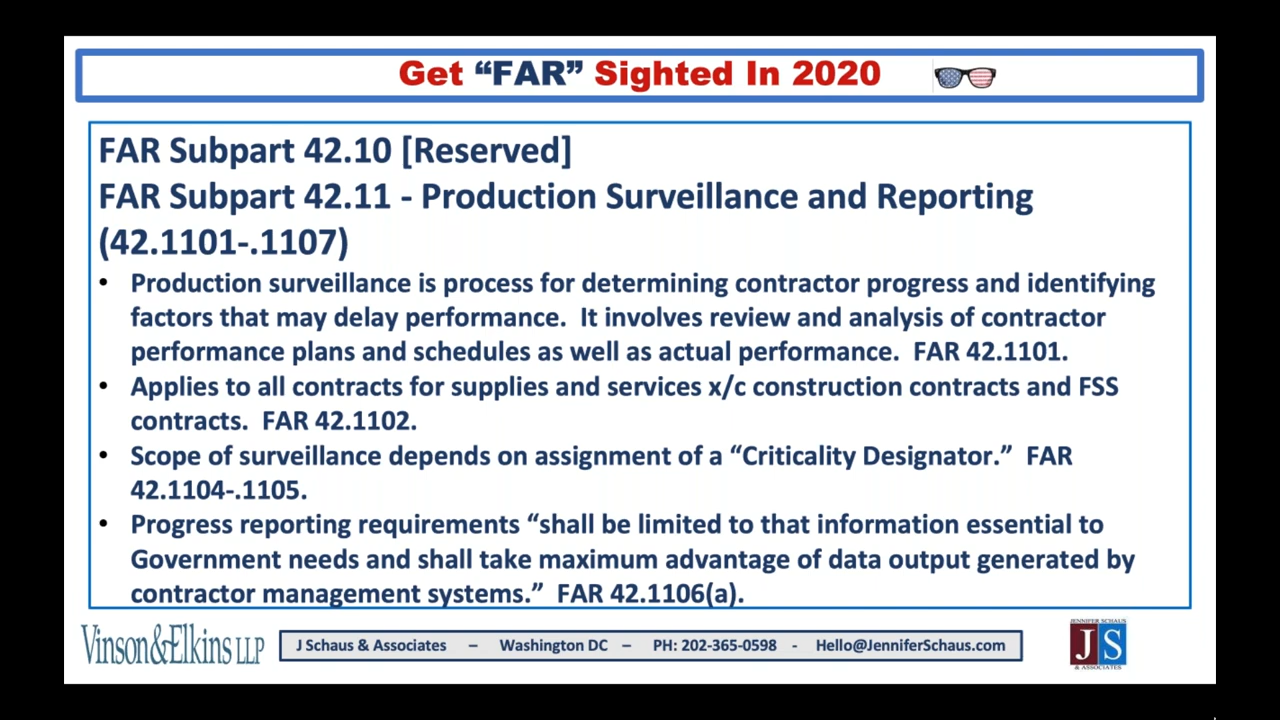 Get “FAR” Sighted In 2020
FAR Subpart 42.10 [Reserved]
FAR Subpart 42.11 - Production Surveillance and Reporting
(42.1101-.1107)
• Production surveillance is process for determining contractor progress and identifying
factors that may delay performance.  It involves review and analysis of contractor
performance plans and schedules as well as actual performance.  FAR 42.1101.
• Applies to all contracts for supplies and services x/c construction contracts and FSS
contracts.  FAR 42.1102.
• Scope of surveillance depends on assignment of a “Criticality Designator.”  FAR
42.1104-.1105.
• Progress reporting requirements “shall be limited to that information essential to
Government needs and shall take maximum advantage of data output generated by
contractor management systems.”  FAR 42.1106(a).
Vinson&Elkins LLP
J Schaus & Associates – Washington DC – PH: 202-365-0598 - Hello@JenniferSchaus.com
JENNIFER SCHAUS
JS
& ASSOCIATES